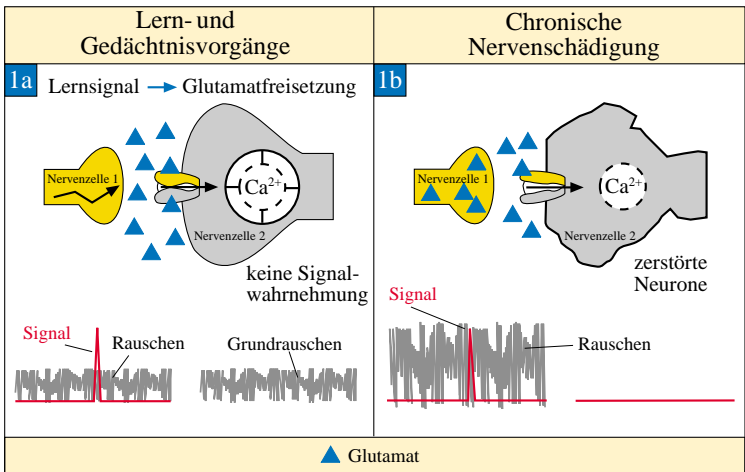 Lern- und
Gedächtnisvorgänge
Chronische
Nervenschädigung
1a
Lernsignal
Glutamatfreisetzung
Nervenzelle 1
Ca2+
Nervenzelle 2
keine Signal-
wahrnehmung
Signal
Rauschen
Grundrauschen
1b
Nervenzelle 1
Ca2+
Nervenzelle 2
zerstörte
Neurone
Signal
Rauschen
Glutamat